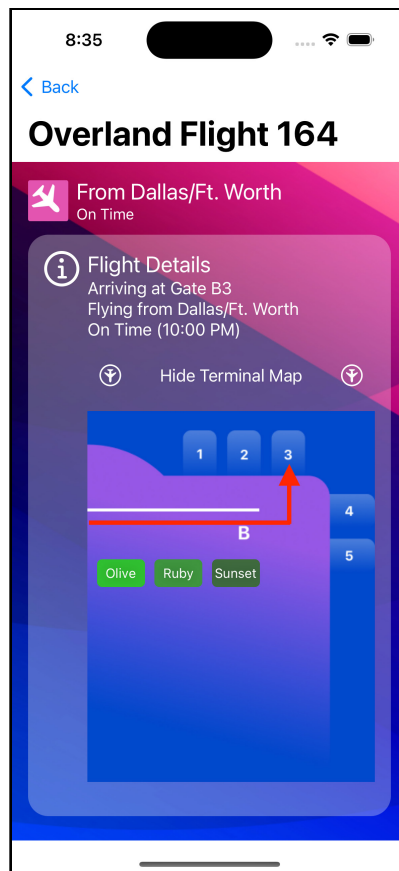 8:35
Back
Overland Flight 164
From Dallas/Ft. Worth
On Time
Flight Details
Arriving at Gate B3
Flying from Dallas/Ft. Worth
On Time (10:00 PM)
Hide Terminal Map
1 2 3
4
B
5
Olive Ruby Sunset